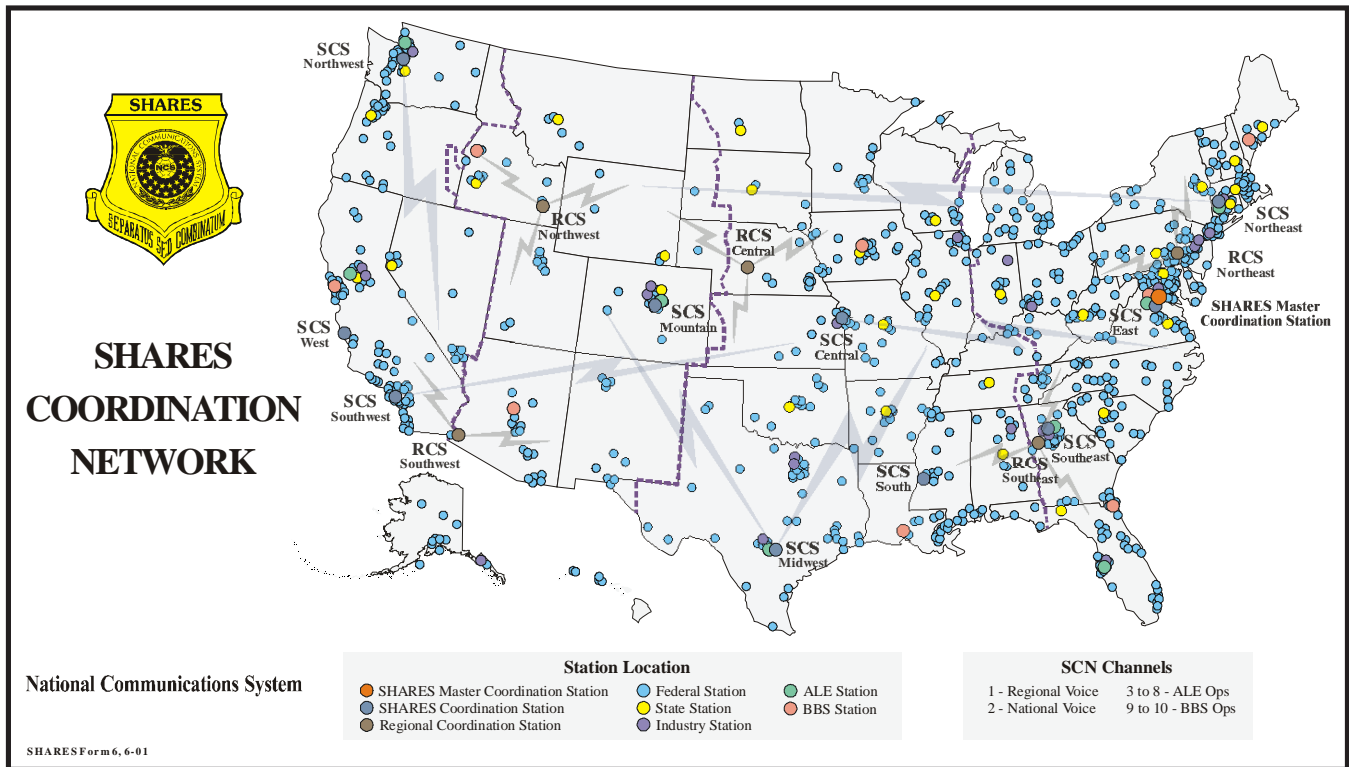 SHARES
NATIONAL COMMUNICATIONS SYSTEM
NCS
SEPARATUS SED COMBINATUM
SHARES
COORDINATION
NETWORK
National Communications System
SHARES Form 6, 6-01
SCS
Northwest
RCS
Northwest
RCS
Central
SCS
Northeast
RCS
Northeast
SHARES Master
Coordination Station
SCS
East
SCS
West
SCS
Mountain
SCS
Central
SCS
Southwest
RCS
Southwest
SCS
South
SCS
Southeast
RCS
Southeast
SCS
Midwest
Station Location
SHARES Master Coordination Station
SHARES Coordination Station
Regional Coordination Station
Federal Station
State Station
Industry Station
ALE Station
BBS Station
SCN Channels
1 - Regional Voice
2 - National Voice
3 to 8 - ALE Ops
9 to 10 - BBS Ops